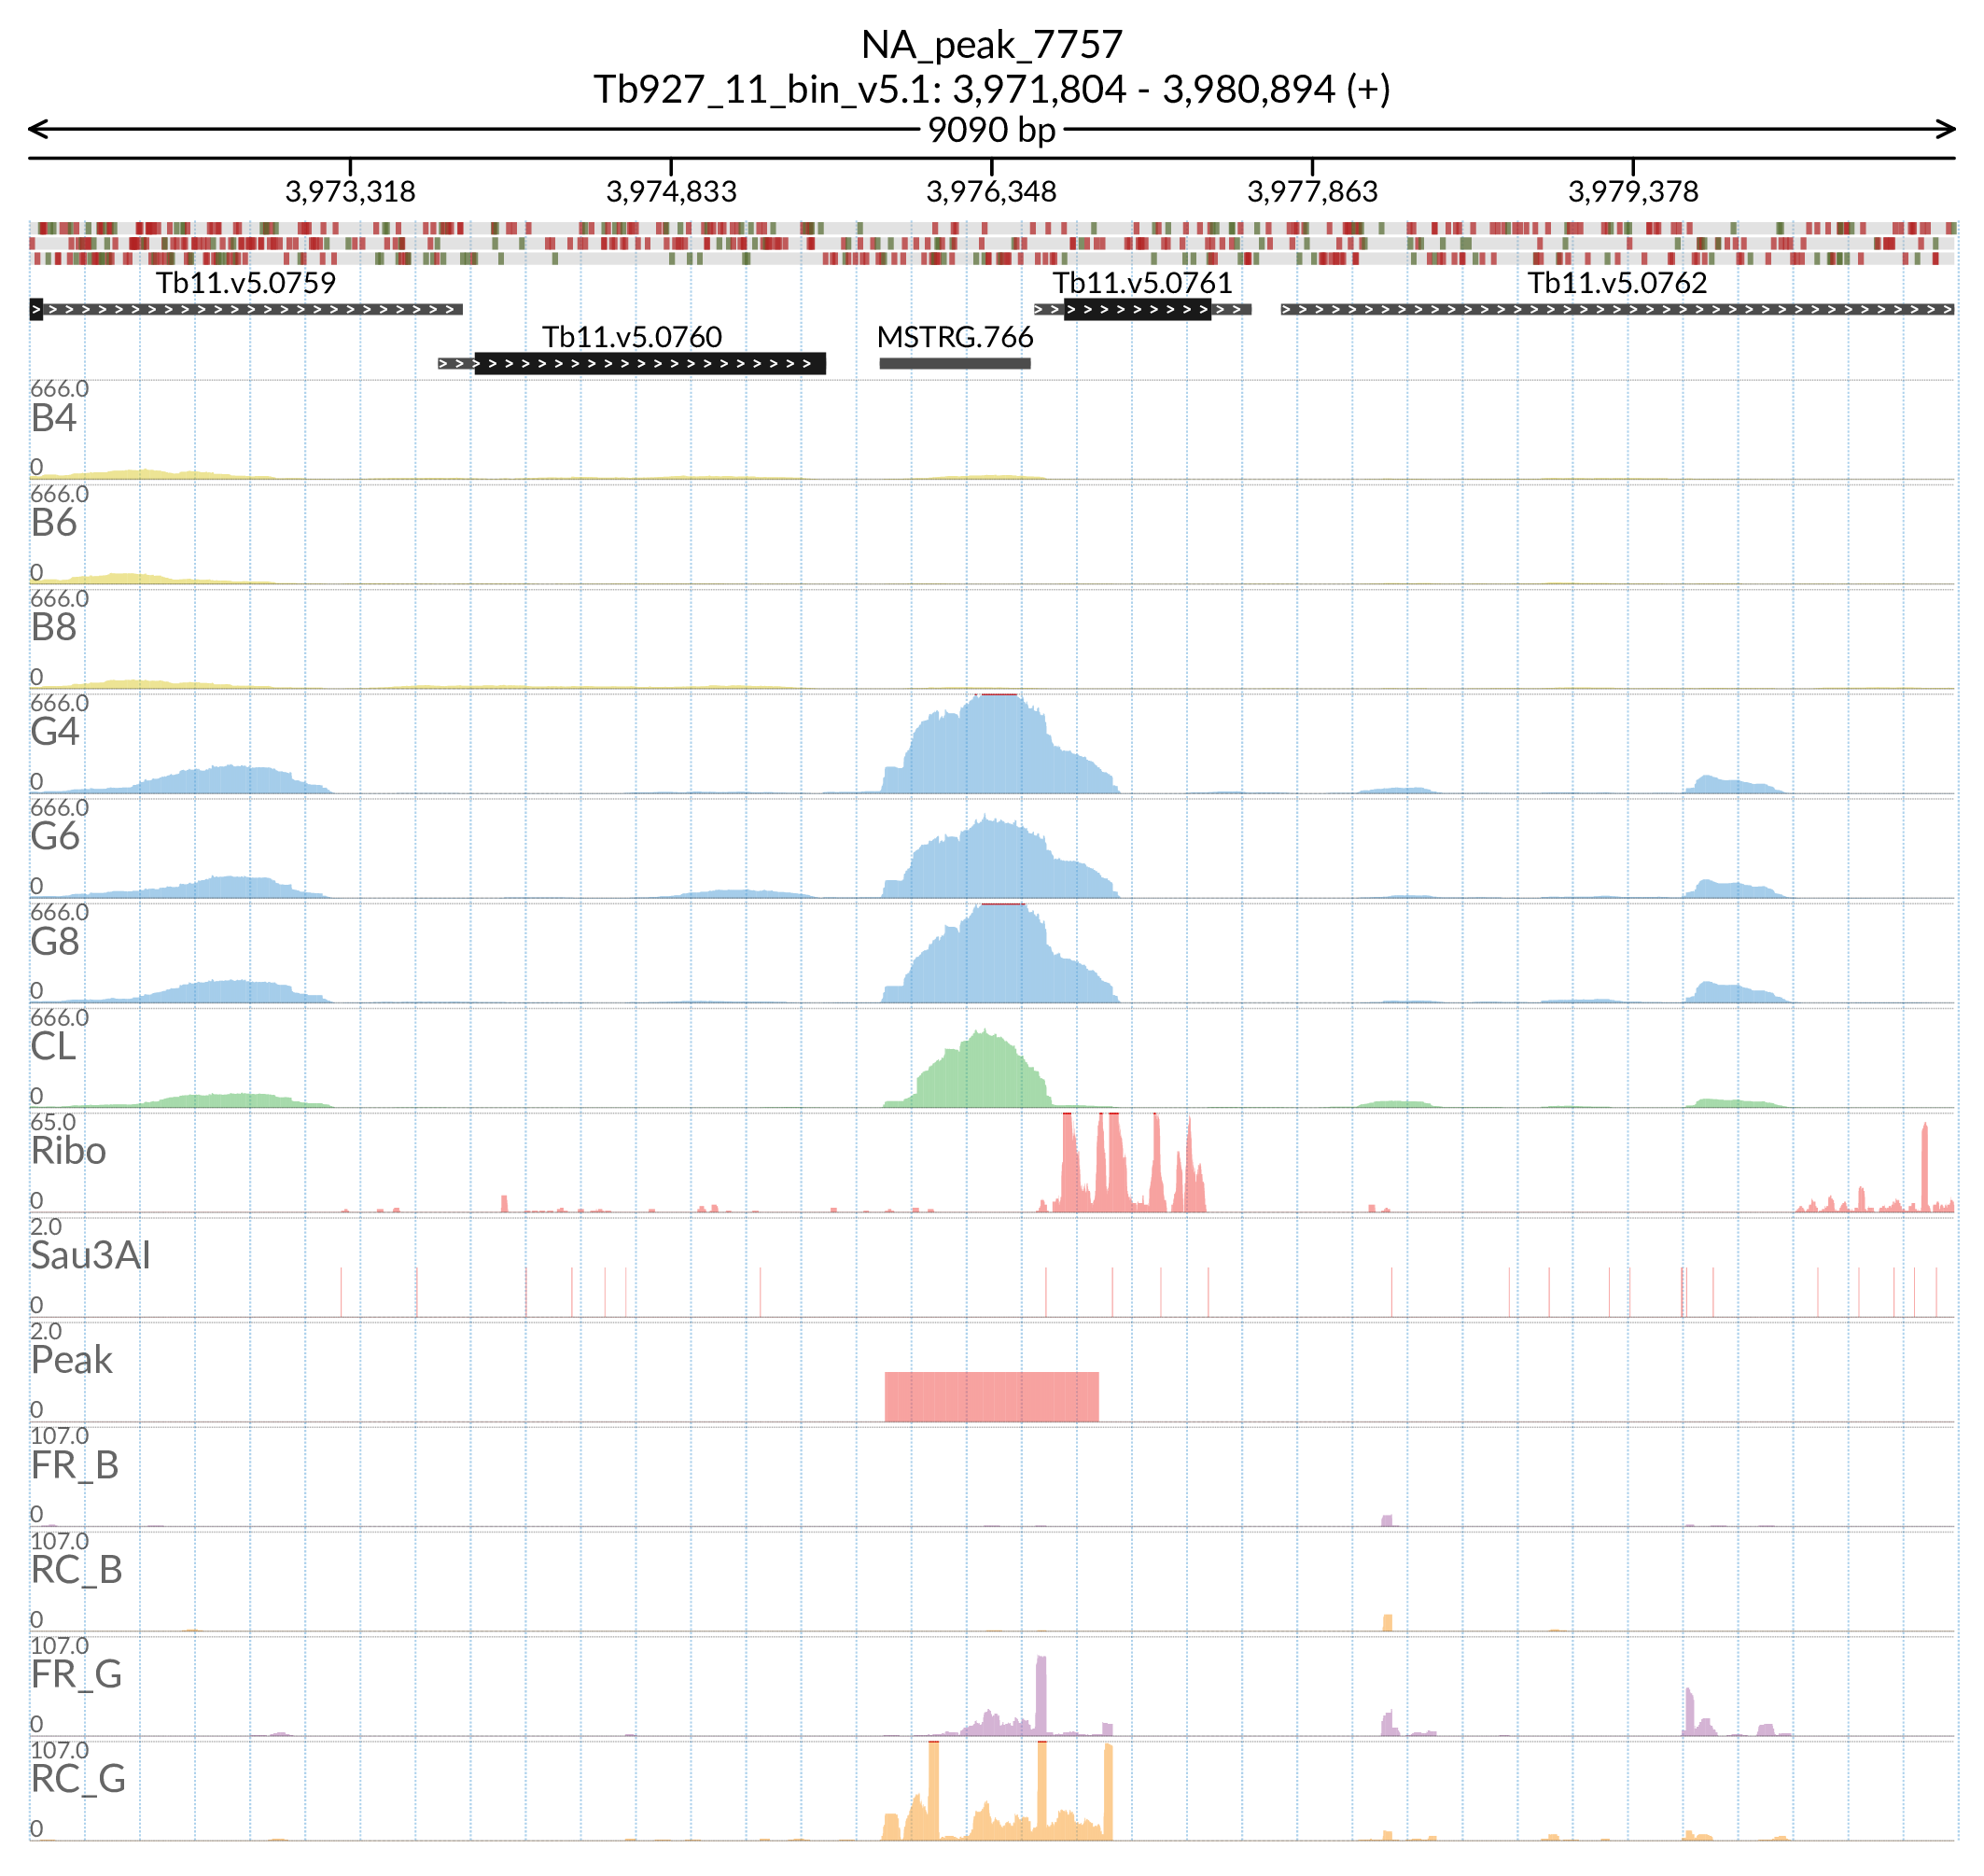 NA_peak_7757
Tb927_11_bin_v5.1: 3,971,804 - 3,980,894 (+)
9090 bp
3,973,318 3,974,833 3,976,348 3,977,863 3,979,378
Tb11.v5.0759 Tb11.v5.0761 Tb11.v5.0762
Tb11.v5.0760 MSTRG.766
666.0
B4
0
666.0
B6
0
666.0
B8
0
666.0
G4
0
666.0
G6
0
666.0
G8
0
666.0
CL
0
65.0
Ribo
0
2.0
Sau3AI
0
2.0
Peak
0
107.0
FR_B
0
107.0
RC_B
0
107.0
FR_G
0
107.0
RC_G
0